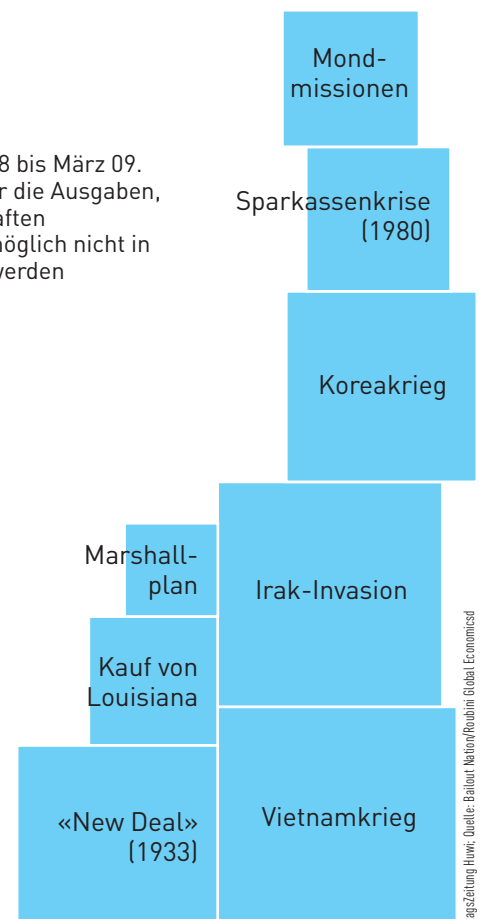 Mond-
missionen
8 bis März 09.
r die Ausgaben,
aften
möglich nicht in
werden
Sparkassenkrise
(1980)
Koreakrieg
Marshall-
plan
Irak-Invasion
Kauf von
Louisiana
«New Deal»
(1933)
Vietnamkrieg
agsZeitung Huwi; Quelle: Bailout Nation/Roubini Global Economicsd